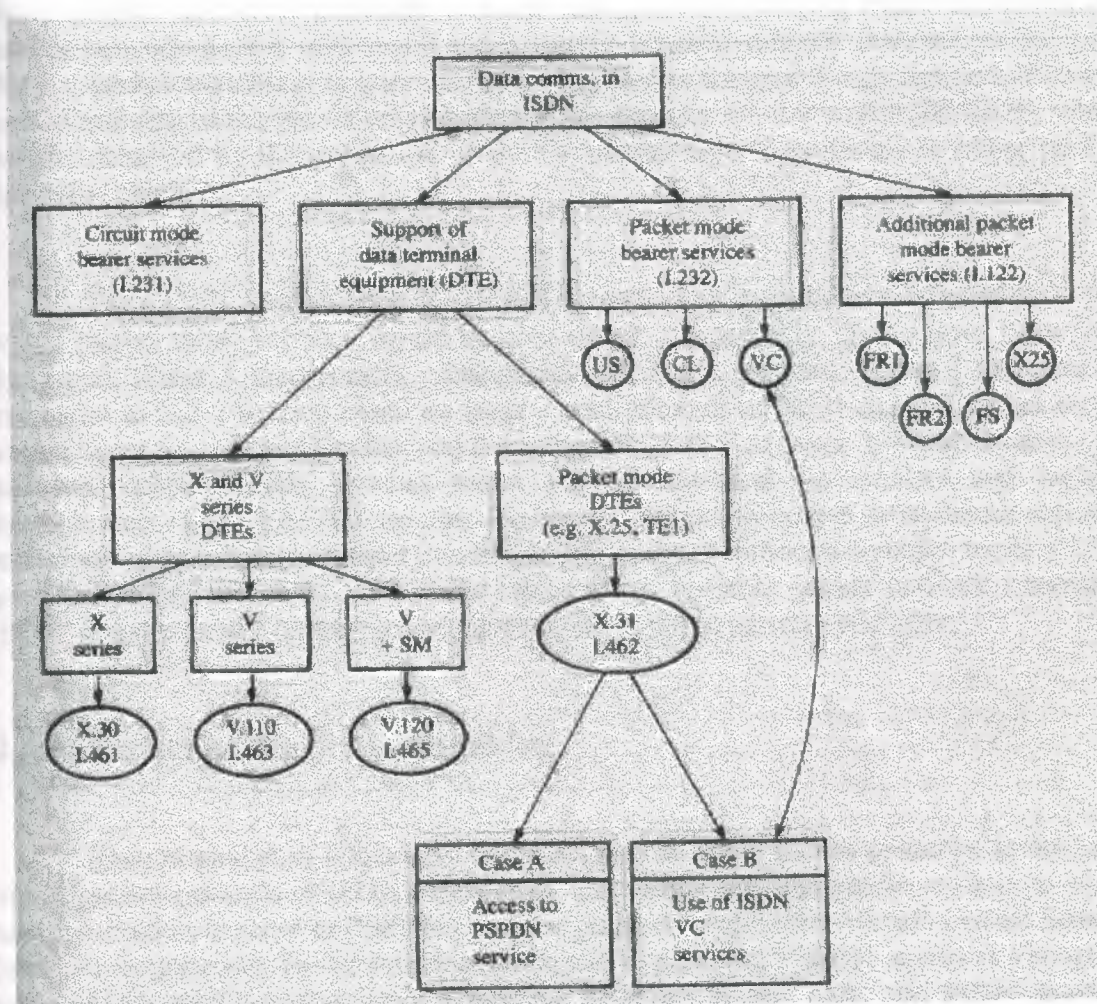 Data comms. in
ISDN
Circuit mode
bearer services
(I.231)
Support of
data terminal
equipment (DTE)
Packet mode
bearer services
(I.232)
Additional packet
mode bearer
services (I.122)
US
CL
VC
FR1
FR2
FS
X25
X and V
series
DTEs
Packet mode
DTEs
(e.g. X.25, TE1)
X
series
V
series
V
+ SM
X.31
I.462
X.30
I.461
V.110
I.463
V.120
I.465
Case A
Access to
PSPDN
service
Case B
Use of ISDN
VC
services